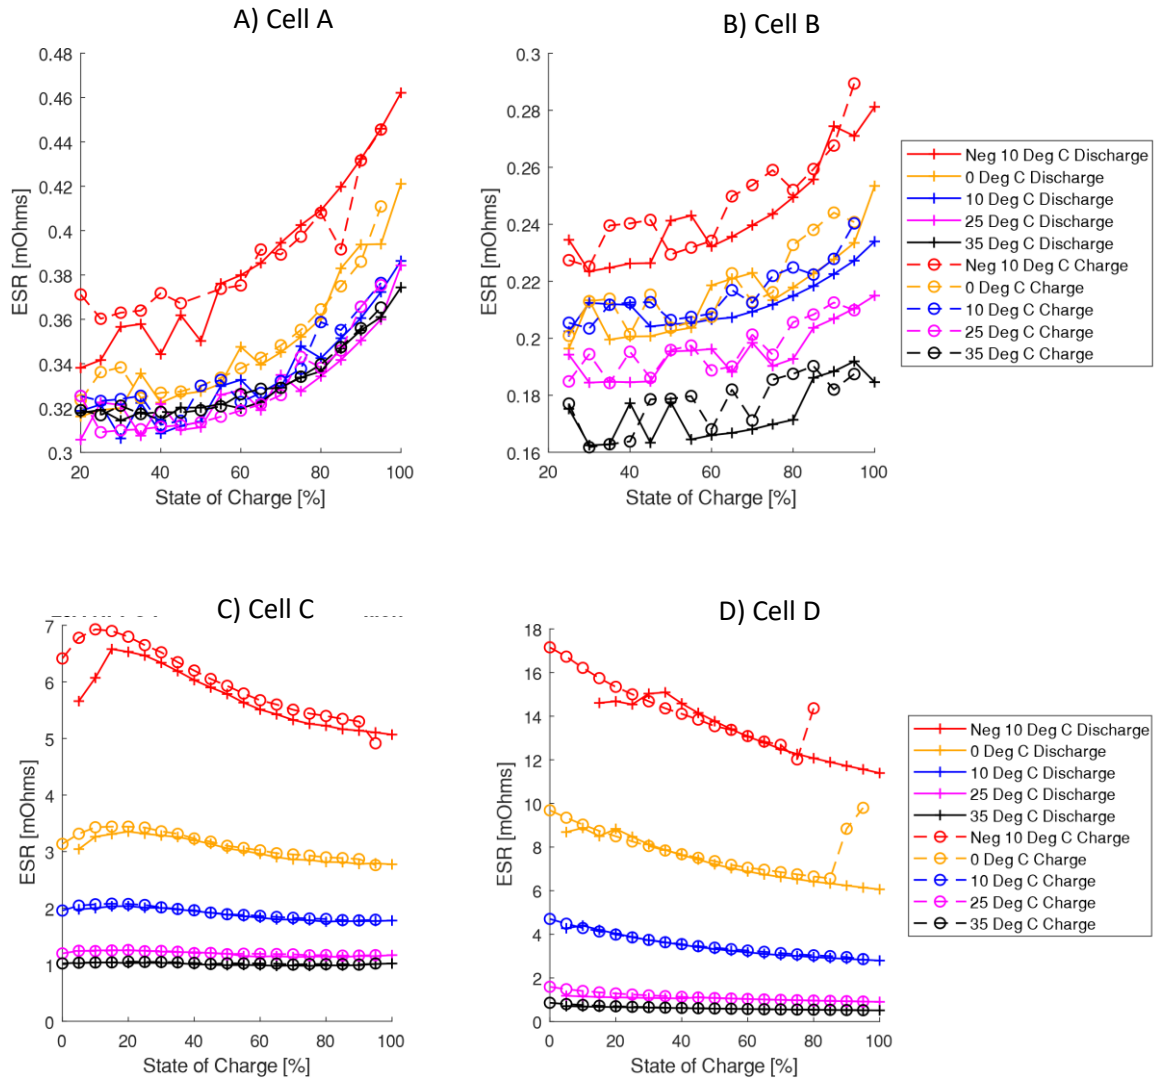 A) Cell A
B) Cell B
0.48
0.46
0.44
0.42
0.4
0.38
0.36
0.34
0.32
0.3
ESR [mOhms]
20
40
60
80
100
State of Charge [%]
0.3
0.28
0.26
0.24
0.22
0.2
0.18
0.16
ESR [mOhms]
20
40
60
80
100
State of Charge [%]
Neg 10 Deg C Discharge
0 Deg C Discharge
10 Deg C Discharge
25 Deg C Discharge
35 Deg C Discharge
Neg 10 Deg C Charge
0 Deg C Charge
10 Deg C Charge
25 Deg C Charge
35 Deg C Charge
C) Cell C
D) Cell D
7
6
5
4
3
2
1
0
ESR [mOhms]
0
20
40
60
80
100
State of Charge [%]
18
16
14
12
10
8
6
4
2
0
ESR [mOhms]
0
20
40
60
80
100
State of Charge [%]
Neg 10 Deg C Discharge
0 Deg C Discharge
10 Deg C Discharge
25 Deg C Discharge
35 Deg C Discharge
Neg 10 Deg C Charge
0 Deg C Charge
10 Deg C Charge
25 Deg C Charge
35 Deg C Charge